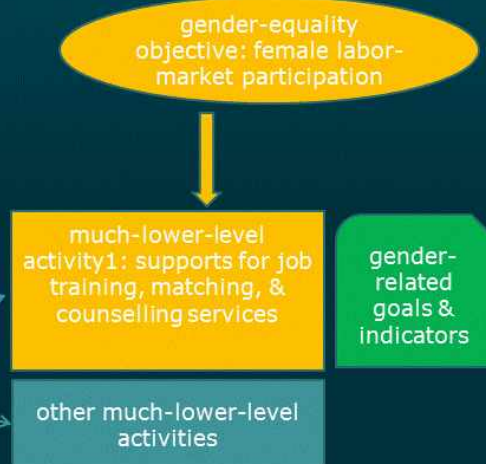 gender-equality
objective: female labor-
market participation
much-lower-level
activity1: supports for job
training, matching, &
counselling services
gender-
related
goals &
indicators
other much-lower-level
activities